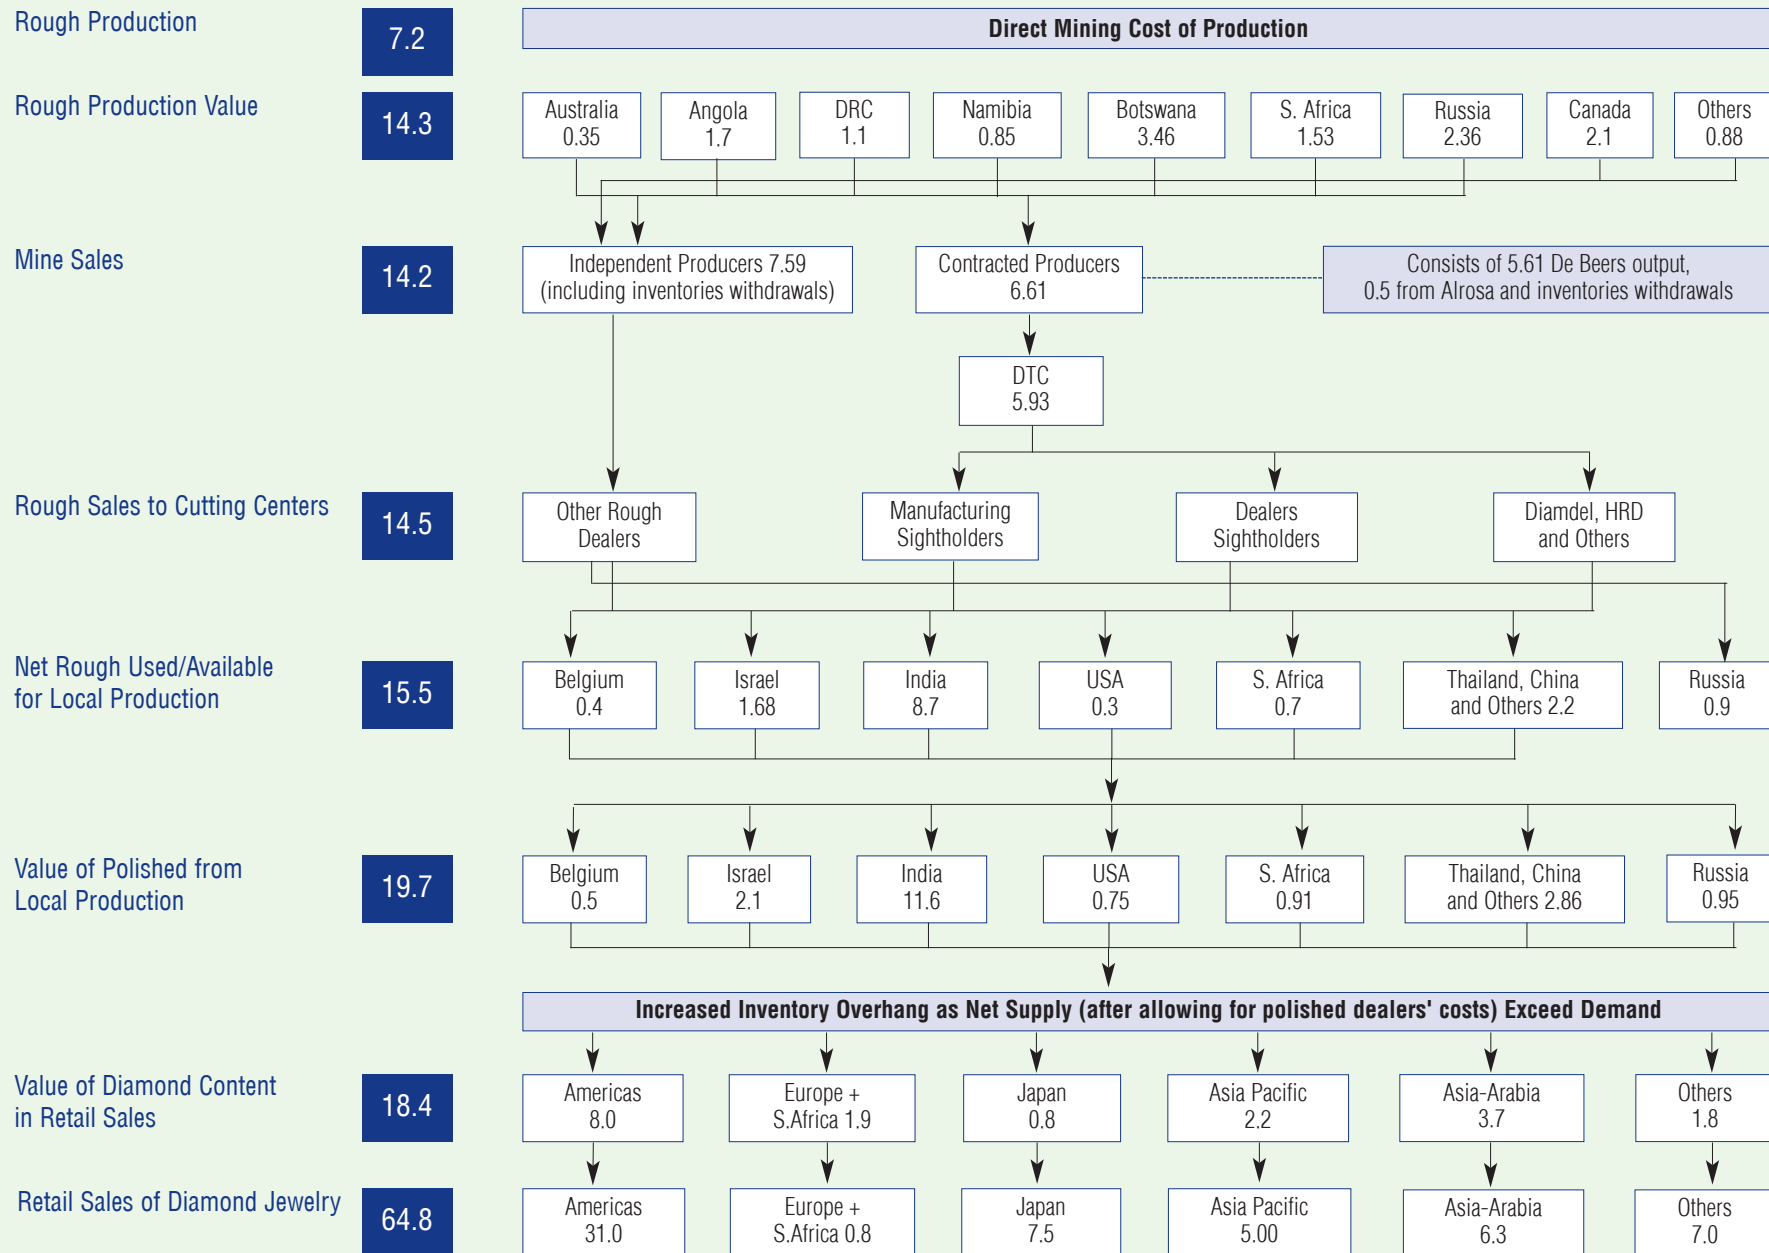 Rough Production
7.2
Direct Mining Cost of Production
Rough Production Value
14.3
Australia
0.35
Angola
1.7
DRC
1.1
Namibia
0.85
Botswana
3.46
S. Africa
1.53
Russia
2.36
Canada
2.1
Others
0.88
Mine Sales
14.2
Independent Producers 7.59
(including inventories withdrawals)
Contracted Producers
6.61
Consists of 5.61 De Beers output,
0.5 from Alrosa and inventories withdrawals
DTC
5.93
Rough Sales to Cutting Centers
14.5
Other Rough
Dealers
Manufacturing
Sightholders
Dealers
Sightholders
Diamdel, HRD
and Others
Net Rough Used/Available
for Local Production
15.5
Belgium
0.4
Israel
1.68
India
8.7
USA
0.3
S. Africa
0.7
Thailand, China
and Others 2.2
Russia
0.9
Value of Polished from
Local Production
19.7
Belgium
0.5
Israel
2.1
India
11.6
USA
0.75
S. Africa
0.91
Thailand, China
and Others 2.86
Russia
0.95
Increased Inventory Overhang as Net Supply (after allowing for polished dealers' costs) Exceed Demand
Value of Diamond Content
in Retail Sales
18.4
Americas
8.0
Europe +
S.Africa 1.9
Japan
0.8
Asia Pacific
2.2
Asia-Arabia
3.7
Others
1.8
Retail Sales of Diamond Jewelry
64.8
Americas
31.0
Europe +
S.Africa 0.8
Japan
7.5
Asia Pacific
5.00
Asia-Arabia
6.3
Others
7.0